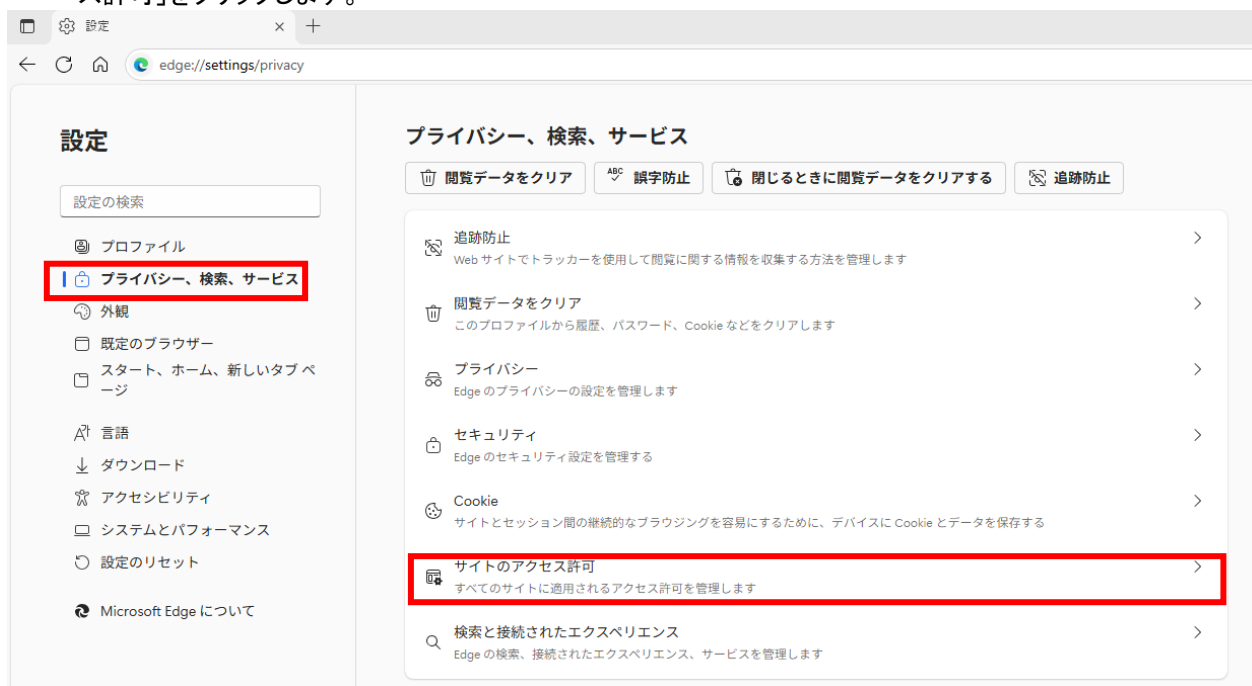 ス許可」をクリックします。
設定
edge://settings/privacy
設定
設定の検索
プロファイル
プライバシー、検索、サービス
外観
既定のブラウザー
スタート、ホーム、新しいタブ ペ
ージ
言語
ダウンロード
アクセシビリティ
システムとパフォーマンス
設定のリセット
Microsoft Edge について
プライバシー、検索、サービス
閲覧データをクリア
ABC 誤字防止
閉じるときに閲覧データをクリアする
追跡防止
追跡防止
Web サイトでトラッカーを使用して閲覧に関する情報を収集する方法を管理します
閲覧データをクリア
このプロファイルから履歴、パスワード、Cookie などをクリアします
プライバシー
Edge のプライバシーの設定を管理します
セキュリティ
Edge のセキュリティ設定を管理する
Cookie
サイトとセッション間の継続的なブラウジングを容易にするために、デバイスに Cookie とデータを保存する
サイトのアクセス許可
すべてのサイトに適用されるアクセス許可を管理します
検索と接続されたエクスペリエンス
Edge の検索、接続されたエクスペリエンス、サービスを管理します